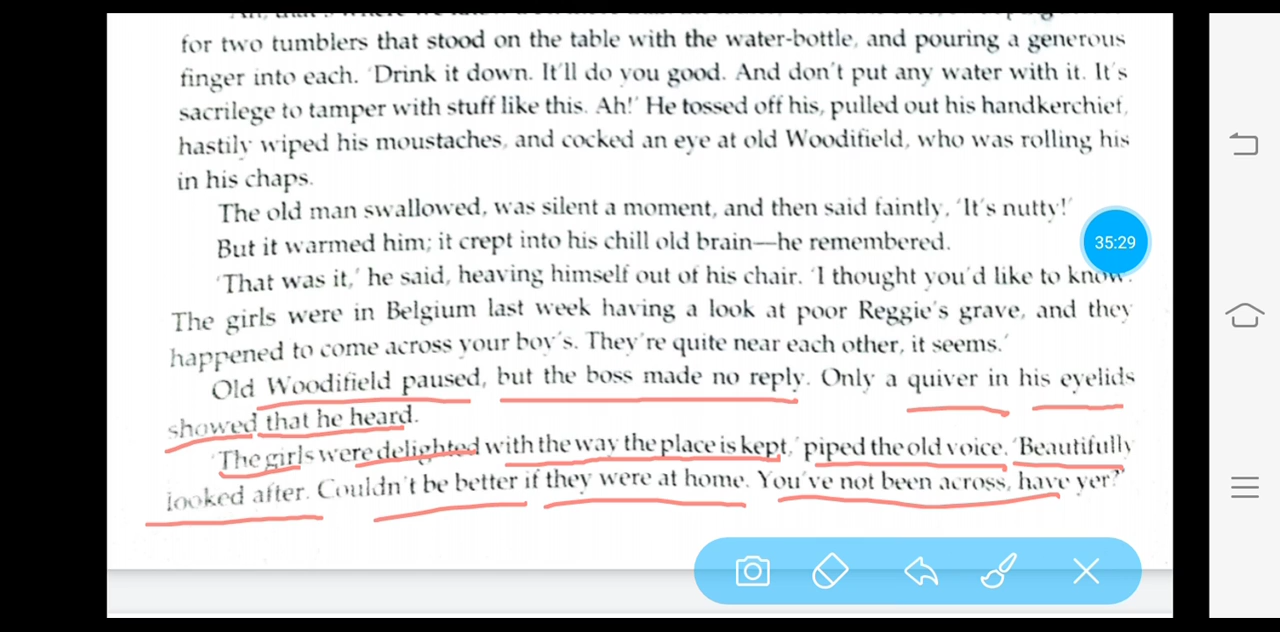 for two tumblers that stood on the table with the water-bottle, and pouring a generous
finger into each. 'Drink it down. It'll do you good. And don't put any water with it. It's
sacrilege to tamper with stuff like this. Ah!' He tossed off his, pulled out his handkerchief,
hastily wiped his moustaches, and cocked an eye at old Woodifield, who was rolling his
in his chaps.
The old man swallowed, was silent a moment, and then said faintly, 'It's nutty!'
But it warmed him; it crept into his chill old brain—he remembered.
35:29
'That was it,' he said, heaving himself out of his chair. 'I thought you'd like to know.
The girls were in Belgium last week having a look at poor Reggie's grave, and they
happened to come across your boy's. They're quite near each other, it seems.'
Old Woodifield paused, but the boss made no reply. Only a quiver in his eyelids
showed that he heard.
'The girls were delighted with the way the place is kept,' piped the old voice. 'Beautifully
looked after. Couldn't be better if they were at home. You've not been across, have yer?'